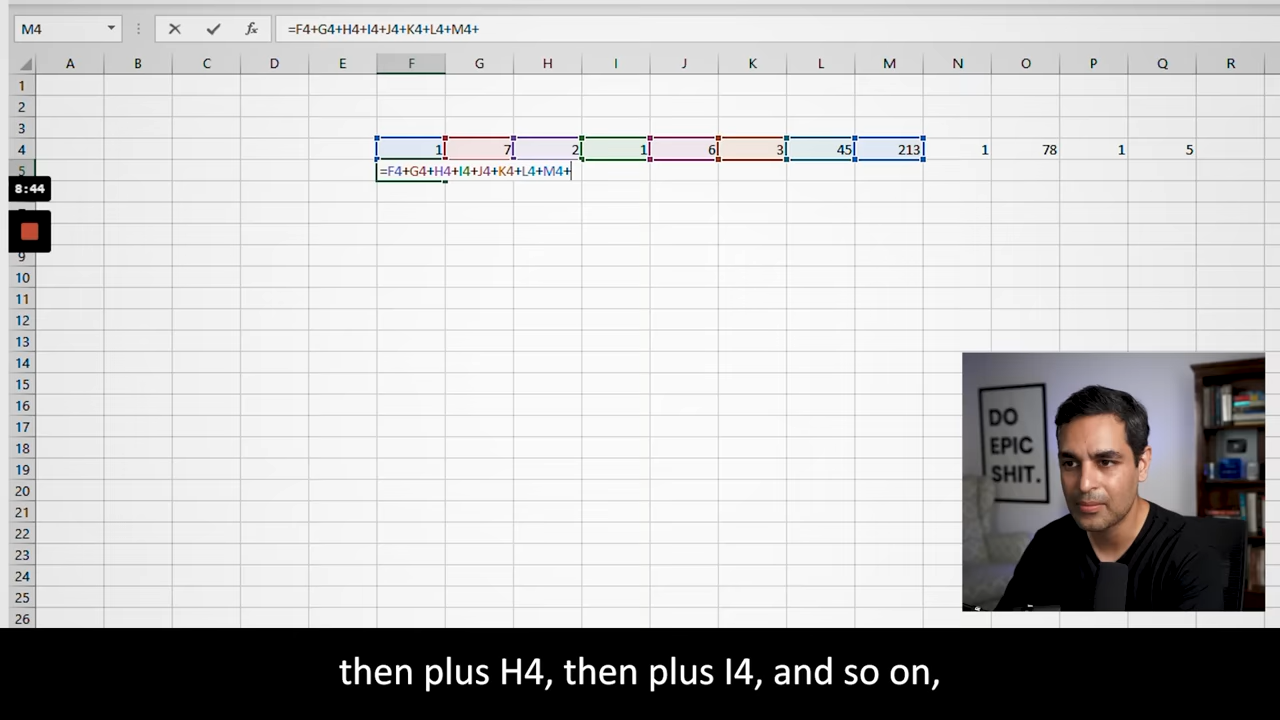 M4 =F4+G4+H4+I4+J4+K4+L4+M4+
A B C D E F G H I J K L M N O P Q R
1
2
3
4 1 7 2 1 6 3 45 213 1 78 1 5
5 =F4+G4+H4+I4+J4+K4+L4+M4+
8:44
9
10
11
12
13
14
15
16
17
18
19
20
21
22
23
24
25
26
DO
EPIC
SHIT.
then plus H4, then plus I4, and so on,